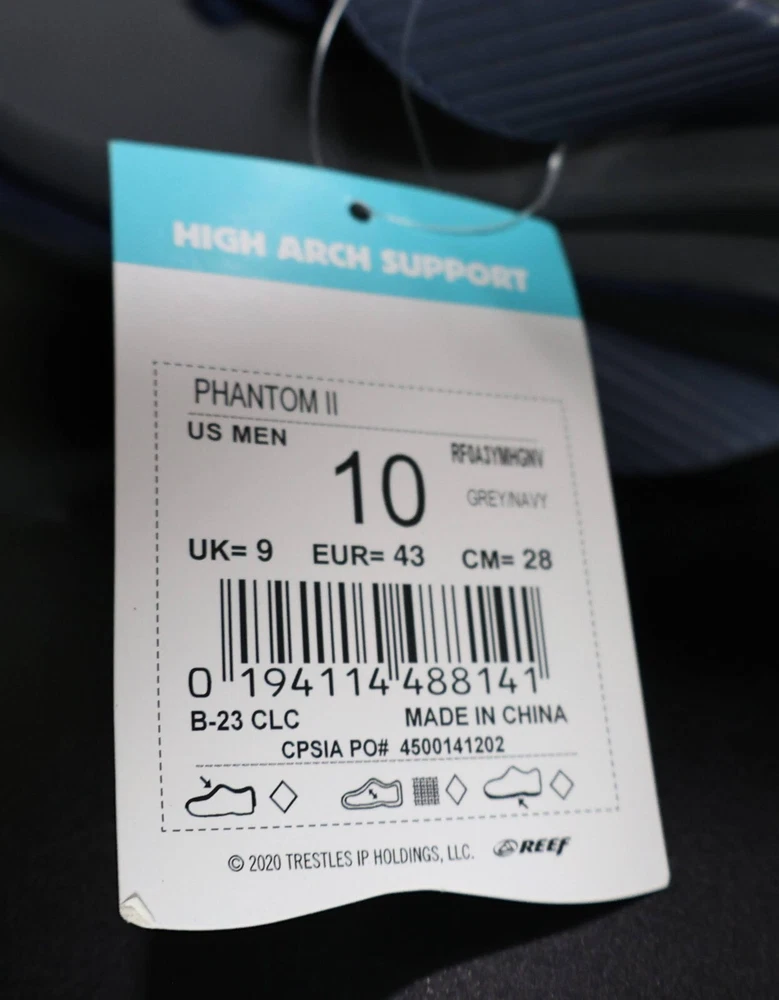 HIGH ARCH SUPPORT
PHANTOM II
US MEN
10
RF0A3YMHGNV
GREY/NAVY
UK= 9 EUR= 43 CM= 28
0 194114 488141
B-23 CLC MADE IN CHINA
CPSIA PO# 4500141202
© 2020 TRESTLES IP HOLDINGS, LLC. REEF